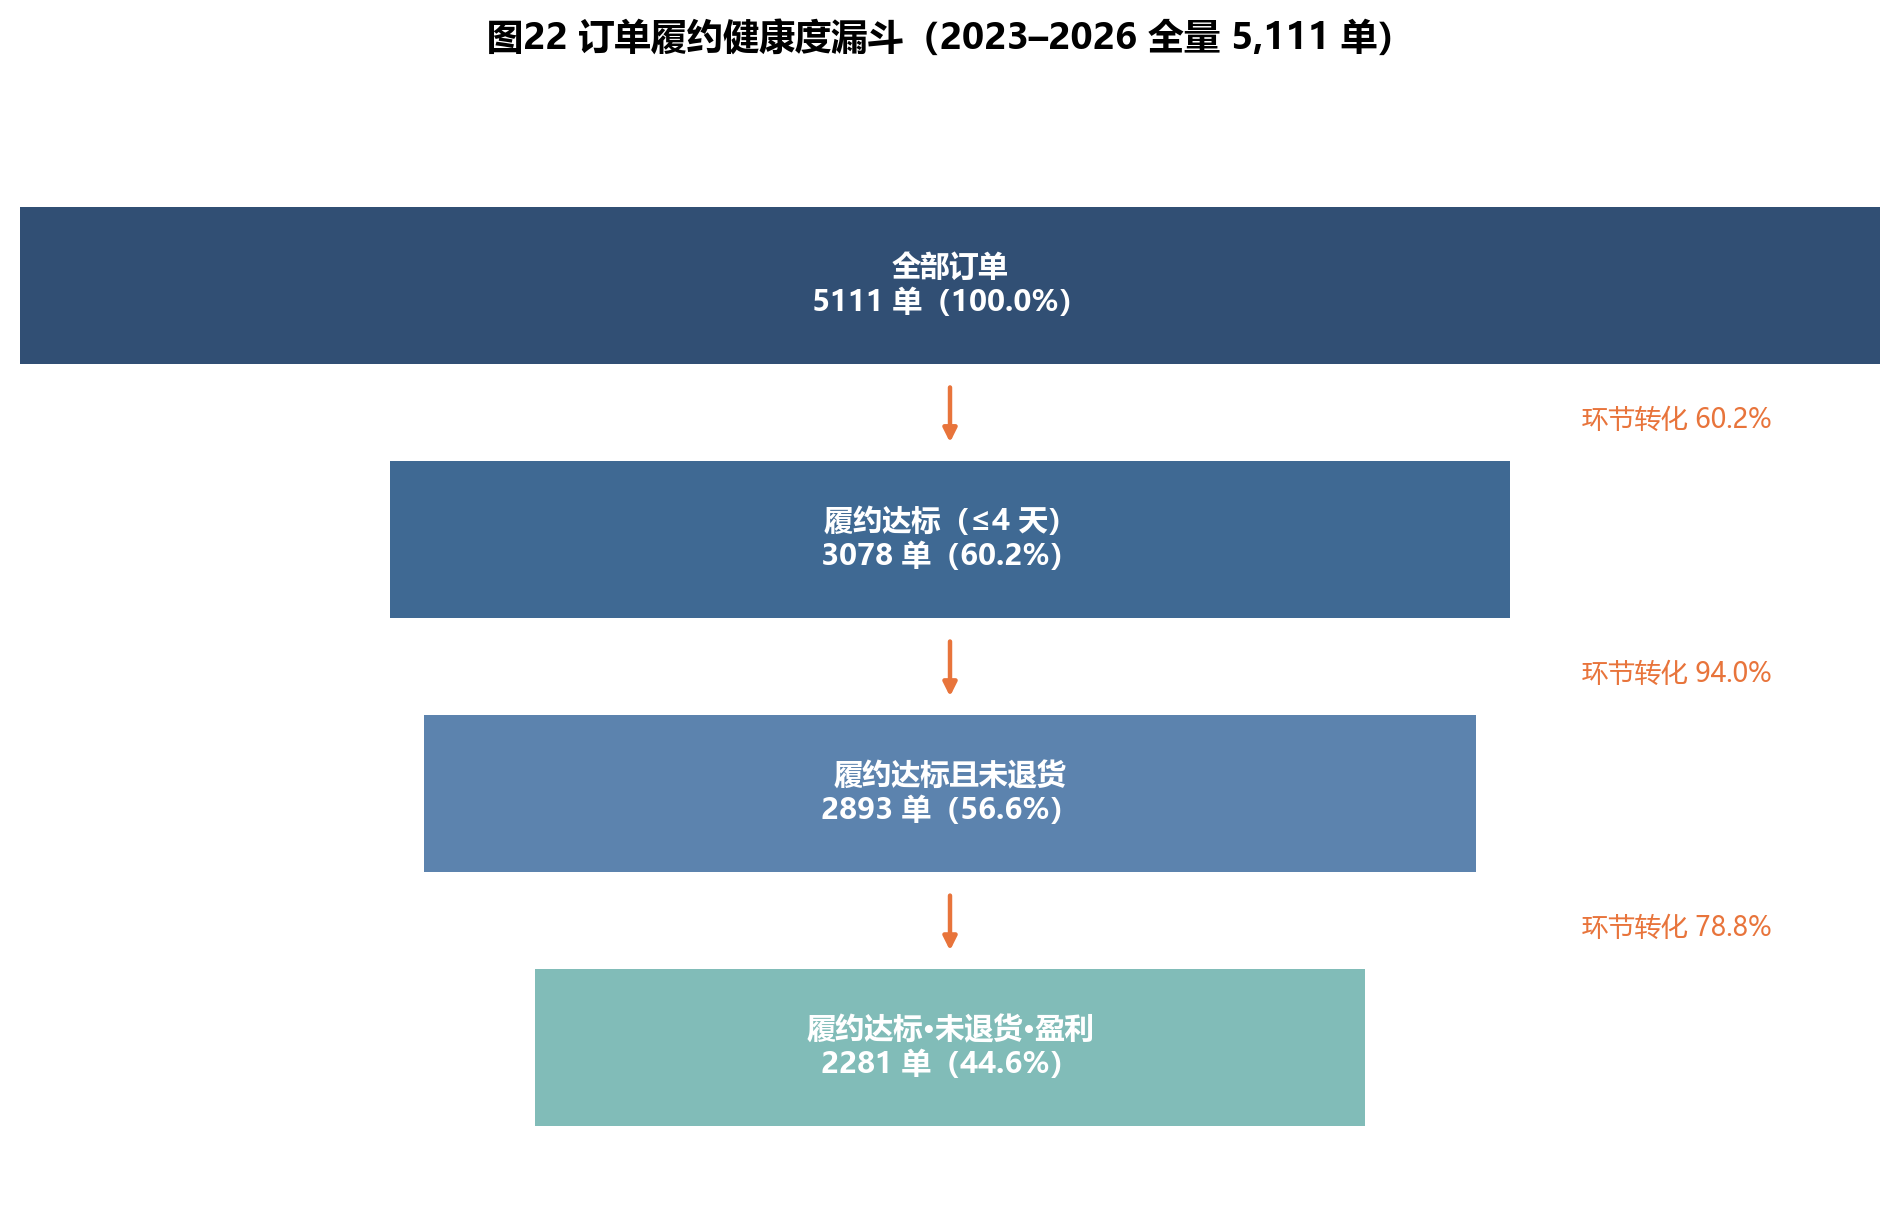 图22 订单履约健康度漏斗（2023–2026 全量 5,111 单）
全部订单
5111 单（100.0%）
环节转化 60.2%
履约达标（≤4 天）
3078 单（60.2%）
环节转化 94.0%
履约达标且未退货
2893 单（56.6%）
环节转化 78.8%
履约达标·未退货·盈利
2281 单（44.6%）